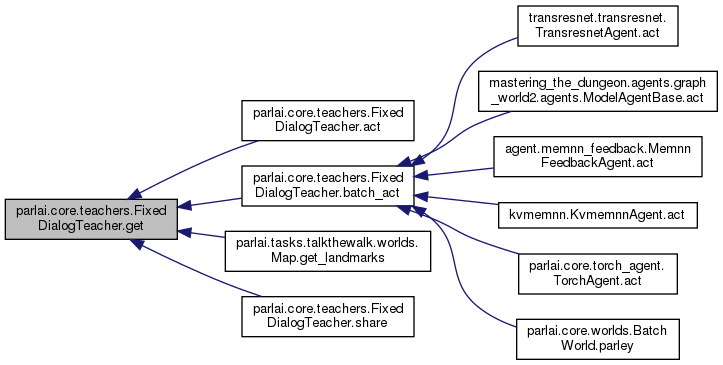 parlai.core.teachers.Fixed
DialogTeacher.get
parlai.core.teachers.Fixed
DialogTeacher.act
parlai.core.teachers.Fixed
DialogTeacher.batch_act
parlai.tasks.talkthewalk.worlds.
Map.get_landmarks
parlai.core.teachers.Fixed
DialogTeacher.share
transresnet.transresnet.
TransresnetAgent.act
mastering_the_dungeon.agents.graph
_world2.agents.ModelAgentBase.act
agent.memnn_feedback.Memnn
FeedbackAgent.act
kvmemnn.KvmemnnAgent.act
parlai.core.torch_agent.
TorchAgent.act
parlai.core.worlds.Batch
World.parley